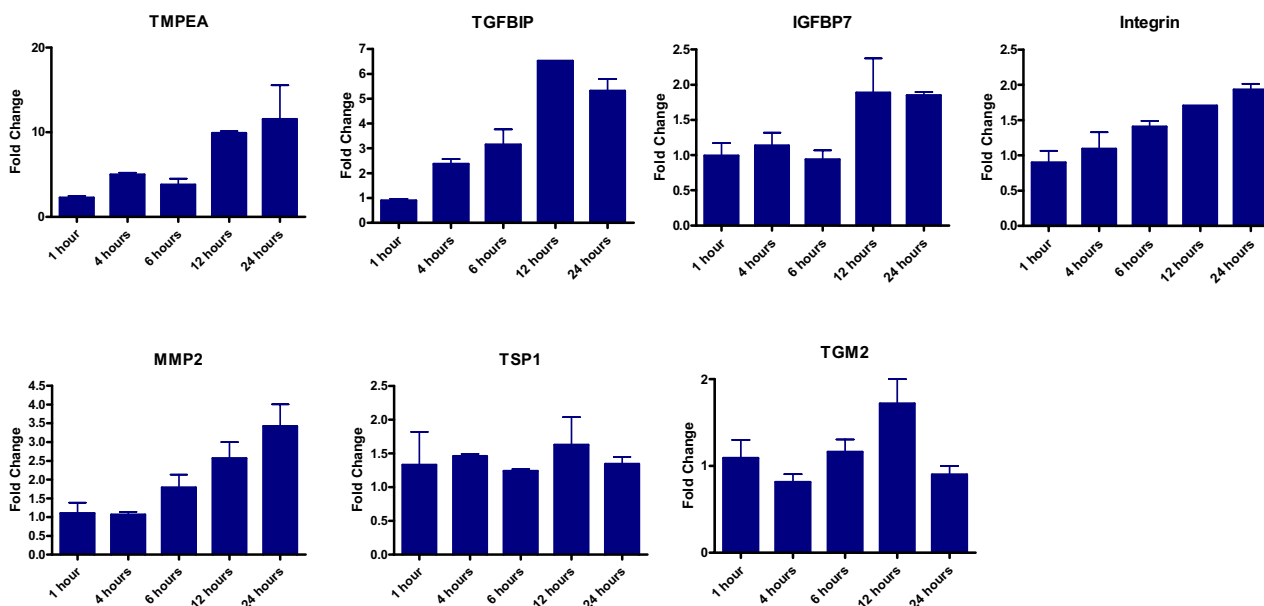 TMPEA
Fold Change
20
10
0
1 hour
4 hours
6 hours
12 hours
24 hours
TGFBIP
Fold Change
7
6
5
4
3
2
1
0
1 hour
4 hours
6 hours
12 hours
24 hours
IGFBP7
Fold Change
2.5
2.0
1.5
1.0
0.5
0.0
1 hour
4 hours
6 hours
12 hours
24 hours
Integrin
Fold Change
2.5
2.0
1.5
1.0
0.5
0.0
1 hour
4 hours
6 hours
12 hours
24 hours
MMP2
Fold Change
4.5
4.0
3.5
3.0
2.5
2.0
1.5
1.0
0.5
0.0
1 hour
4 hours
6 hours
12 hours
24 hours
TSP1
Fold Change
2.5
2.0
1.5
1.0
0.5
0.0
1 hour
4 hours
6 hours
12 hours
24 hours
TGM2
Fold Change
2
1
0
1 hour
4 hours
6 hours
12 hours
24 hours